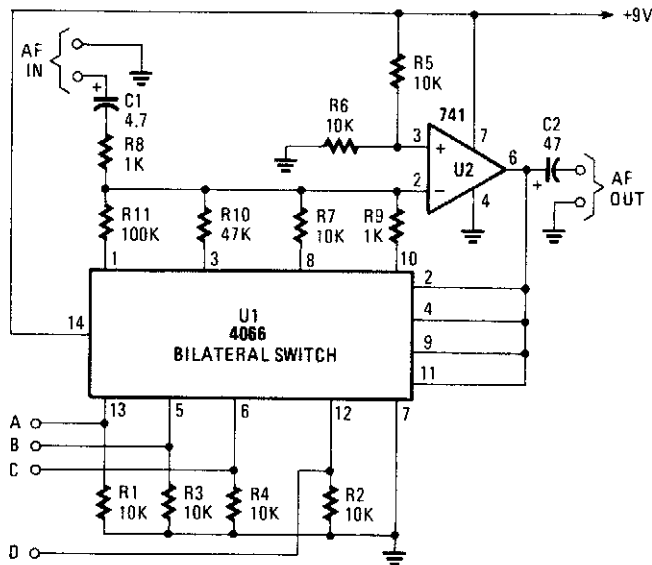 +9V
AF
IN
R5
10K
C1
4.7
+
R6
10K
741
R8
1K
3
+
7
U2
6
C2
47
+
2
−
4
AF
OUT
R11
100K
R10
47K
R7
10K
R9
1K
1
3
8
10
U1
4066
BILATERAL SWITCH
14
2
4
9
11
13
5
6
12
7
A
B
C
R1
10K
R3
10K
R4
10K
R2
10K
D